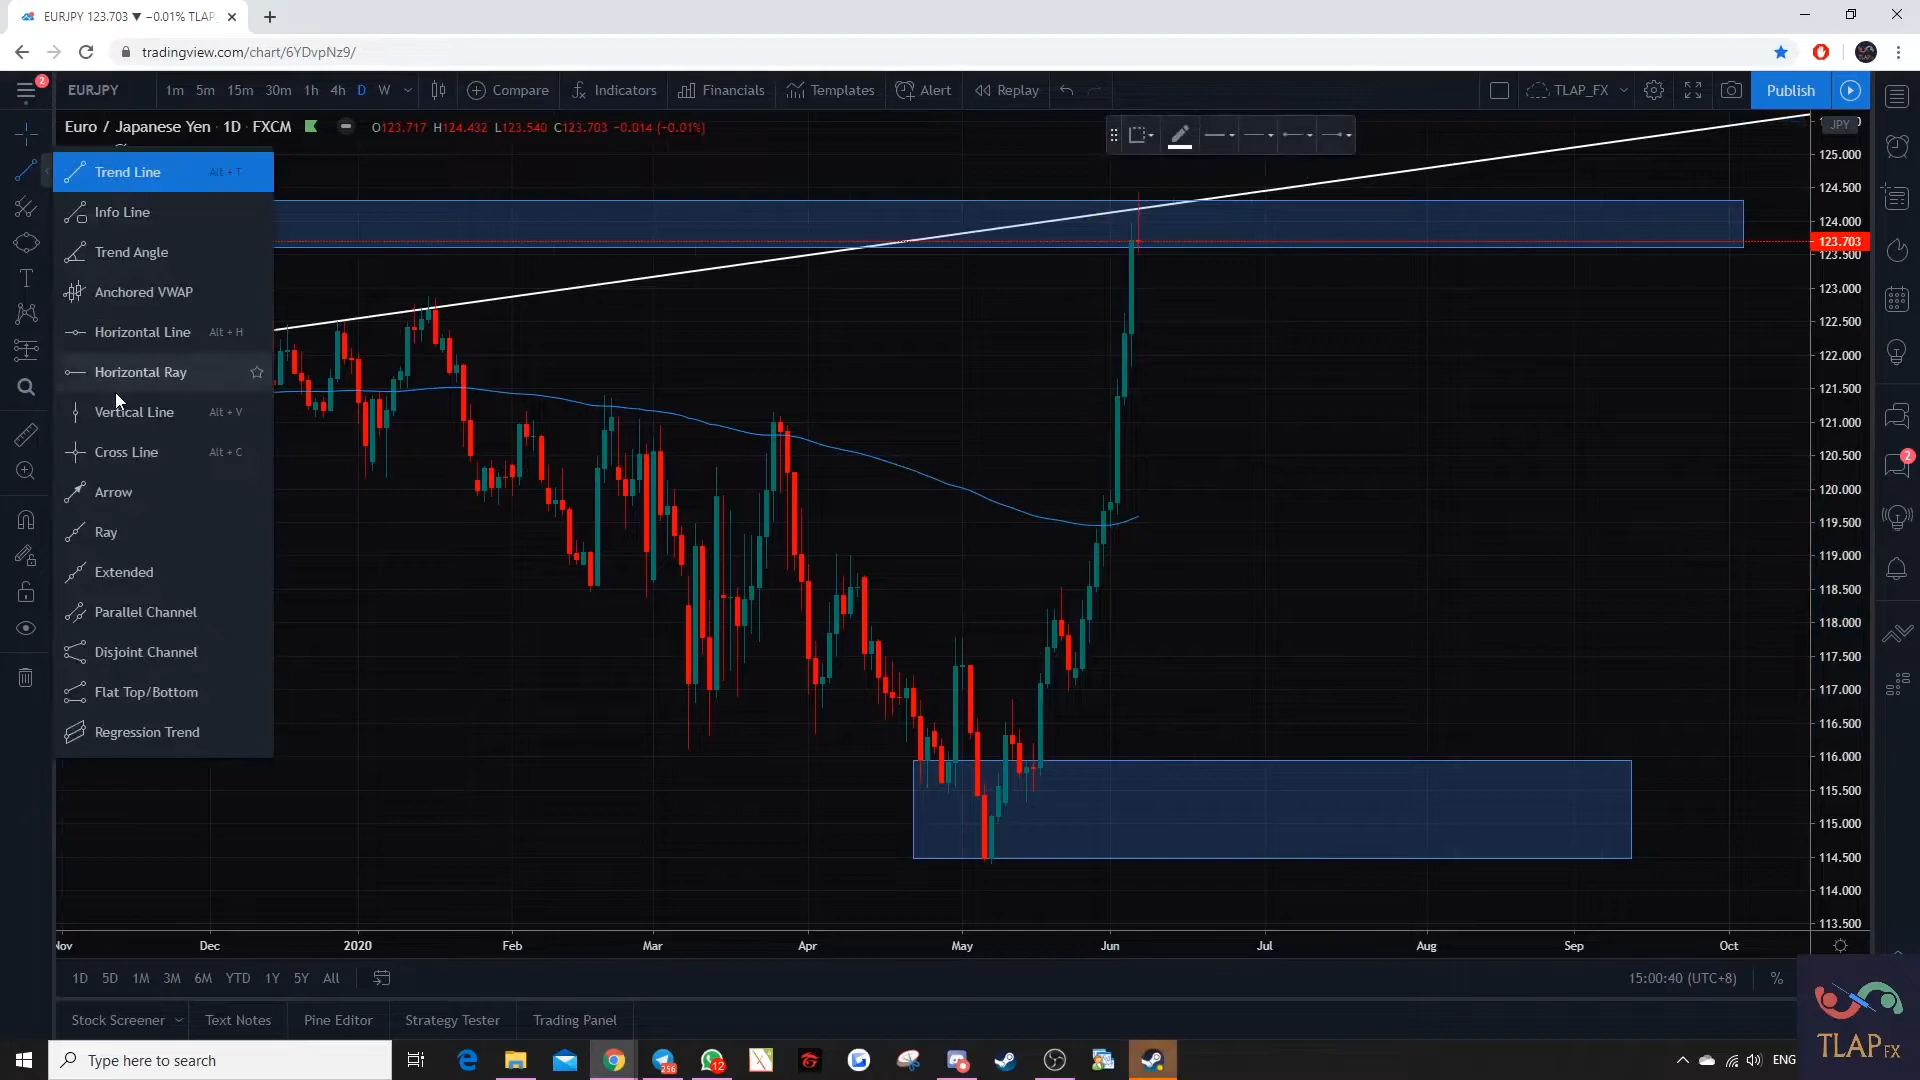 EURJPY 123.703 ▼ −0.01% TLAP_
tradingview.com/chart/6YDvpNz9/
2
EURJPY 1m 5m 15m 30m 1h 4h D W Compare Indicators Financials Templates Alert Replay TLAP_FX Publish
Euro / Japanese Yen · 1D · FXCM O123.717 H124.432 L123.540 C123.703 −0.014 (−0.01%)
JPY
Trend Line Alt + T
Info Line
Trend Angle
Anchored VWAP
Horizontal Line Alt + H
Horizontal Ray
Vertical Line Alt + V
Cross Line Alt + C
Arrow
Ray
Extended
Parallel Channel
Disjoint Channel
Flat Top/Bottom
Regression Trend
125.000
124.500
124.000
123.703
123.500
123.000
122.500
122.000
121.500
121.000
120.500
120.000
119.500
119.000
118.500
118.000
117.500
117.000
116.500
116.000
115.500
115.000
114.500
114.000
113.500
2
Nov Dec 2020 Feb Mar Apr May Jun Jul Aug Sep Oct
1D 5D 1M 3M 6M YTD 1Y 5Y All 15:00:40 (UTC+8) %
Stock Screener Text Notes Pine Editor Strategy Tester Trading Panel
TLAP FX
Type here to search 256 12 ENG